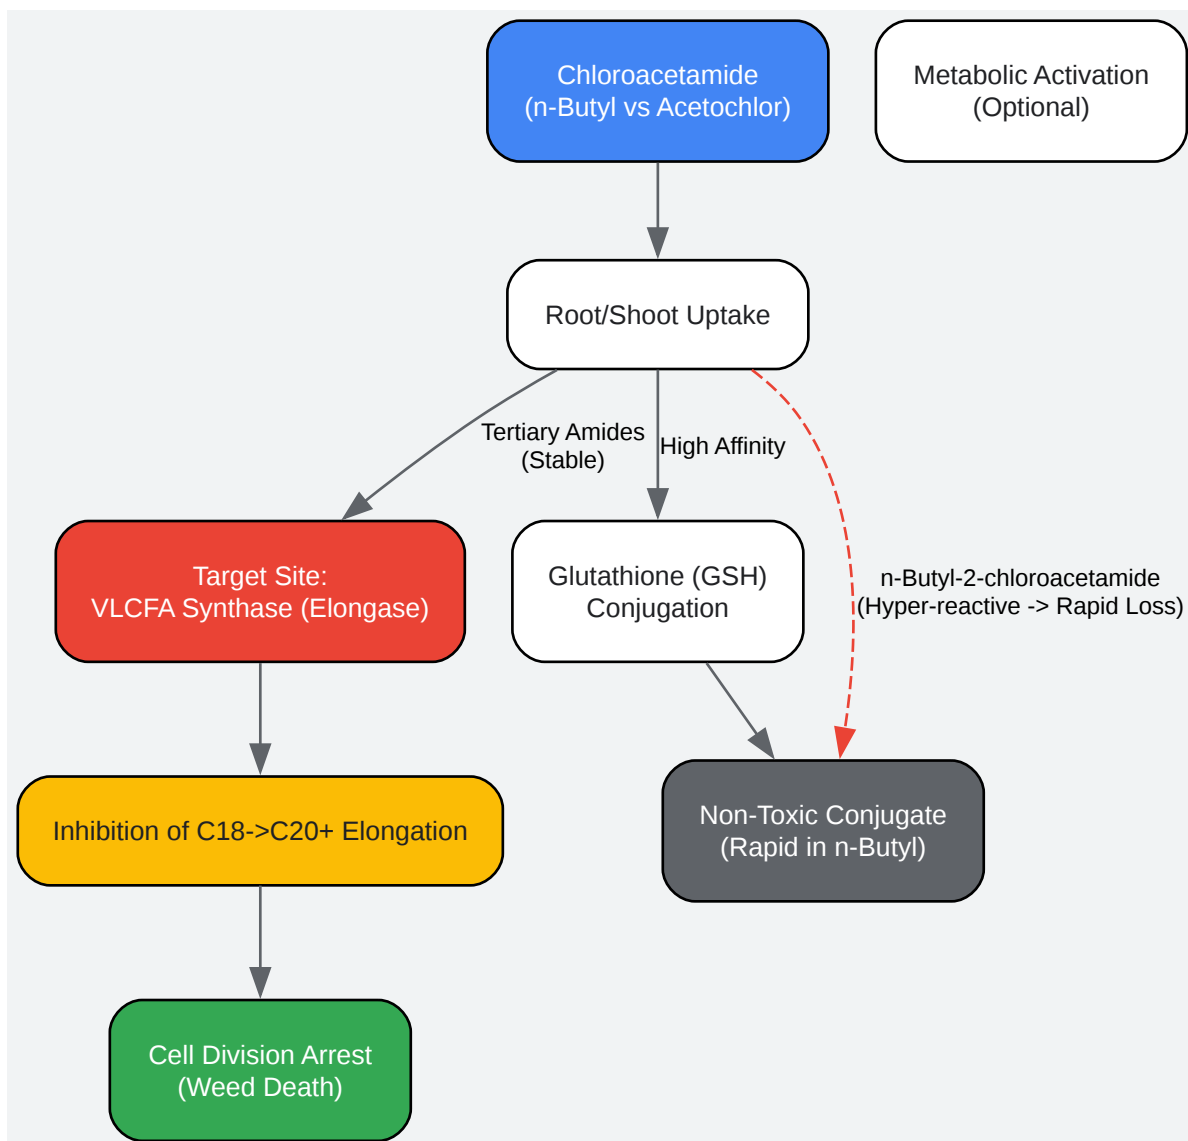 Chloroacetamide
(n-Butyl vs Acetochlor)
Metabolic Activation
(Optional)
Root/Shoot Uptake
Tertiary Amides
(Stable)
High Affinity
Target Site:
VLCFA Synthase (Elongase)
Glutathione (GSH)
Conjugation
n-Butyl-2-chloroacetamide
(Hyper-reactive -> Rapid Loss)
Inhibition of C18->C20+ Elongation
Non-Toxic Conjugate
(Rapid in n-Butyl)
Cell Division Arrest
(Weed Death)